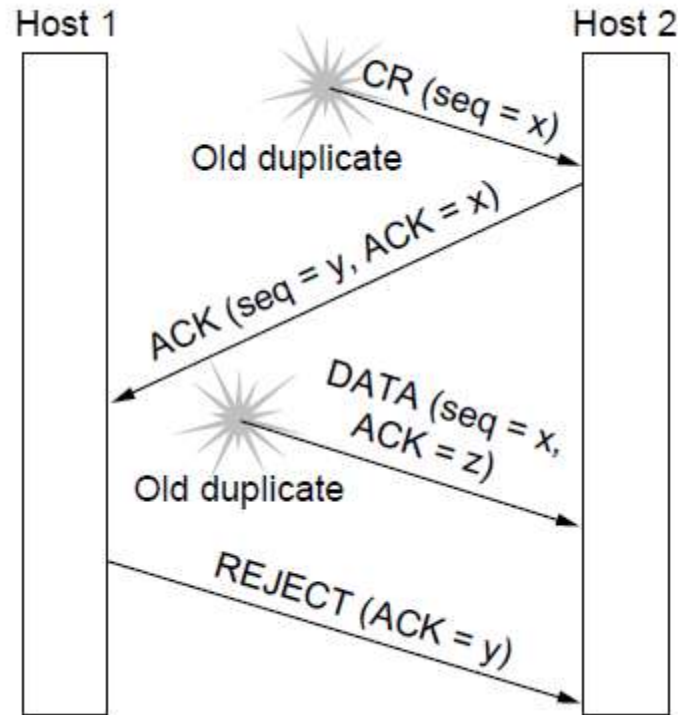 Host 1
Host 2
CR (seq = x)
Old duplicate
ACK (seq = y, ACK = x)
DATA (seq = x,
ACK = z)
Old duplicate
REJECT (ACK = y)